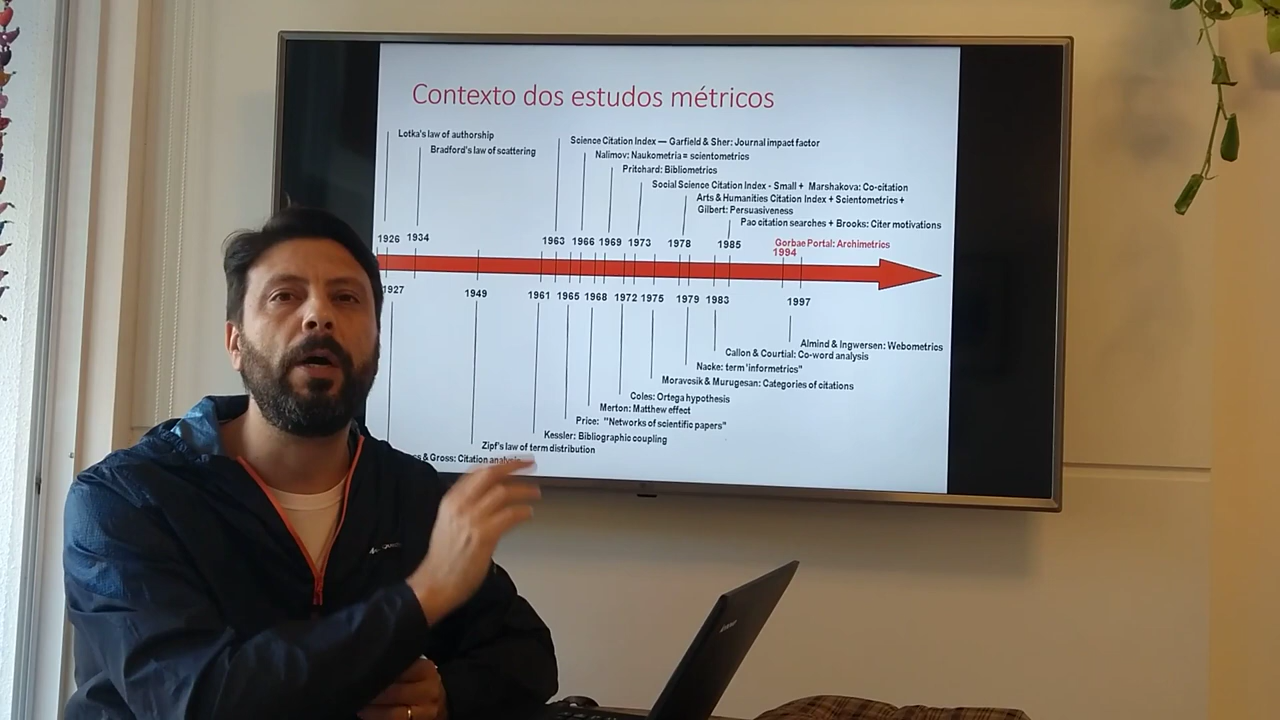 Contexto dos estudos métricos
Lotka's law of authorship
Bradford's law of scattering
Science Citation Index — Garfield & Sher: Journal impact factor
Nalimov: Naukometria = scientometrics
Pritchard: Bibliometrics
Social Science Citation Index - Small + Marshakova: Co-citation
Arts & Humanities Citation Index + Scientometrics +
Gilbert: Persuasiveness
Pao citation searches + Brooks: Citer motivations
1926 1934 1963 1966 1969 1973 1978 1985
Gorbae Portal: Archimetrics
1994
1927 1949 1961 1965 1968 1972 1975 1979 1983 1997
Almind & Ingwersen: Webometrics
Callon & Courtial: Co-word analysis
Nacke: term 'informetrics"
Moravcsik & Murugesan: Categories of citations
Coles: Ortega hypothesis
Merton: Matthew effect
Price: "Networks of scientific papers"
Kessler: Bibliographic coupling
Zipf's law of term distribution
& Gross: Citation analysis